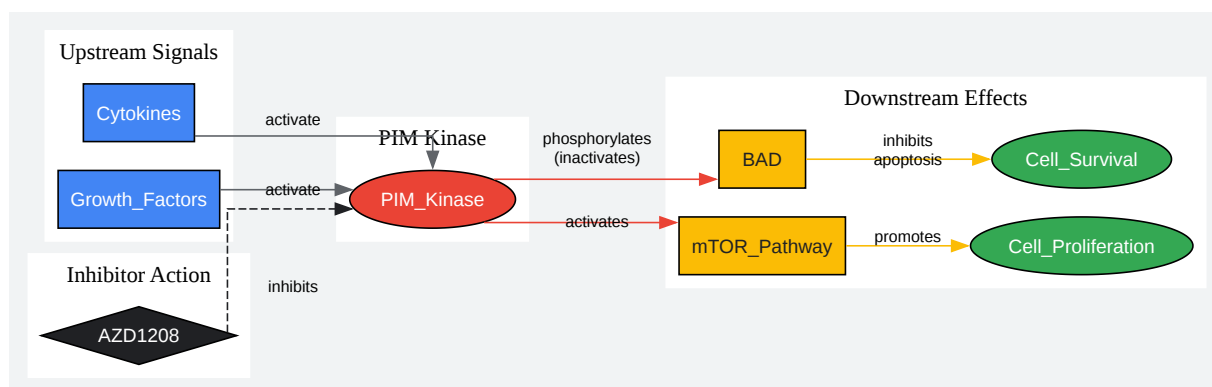 Upstream Signals
Cytokines
activate
Growth_Factors
activate
Inhibitor Action
AZD1208
inhibits
PIM Kinase
PIM_Kinase
phosphorylates
(inactivates)
activates
Downstream Effects
BAD
inhibits
apoptosis
Cell_Survival
mTOR_Pathway
promotes
Cell_Proliferation